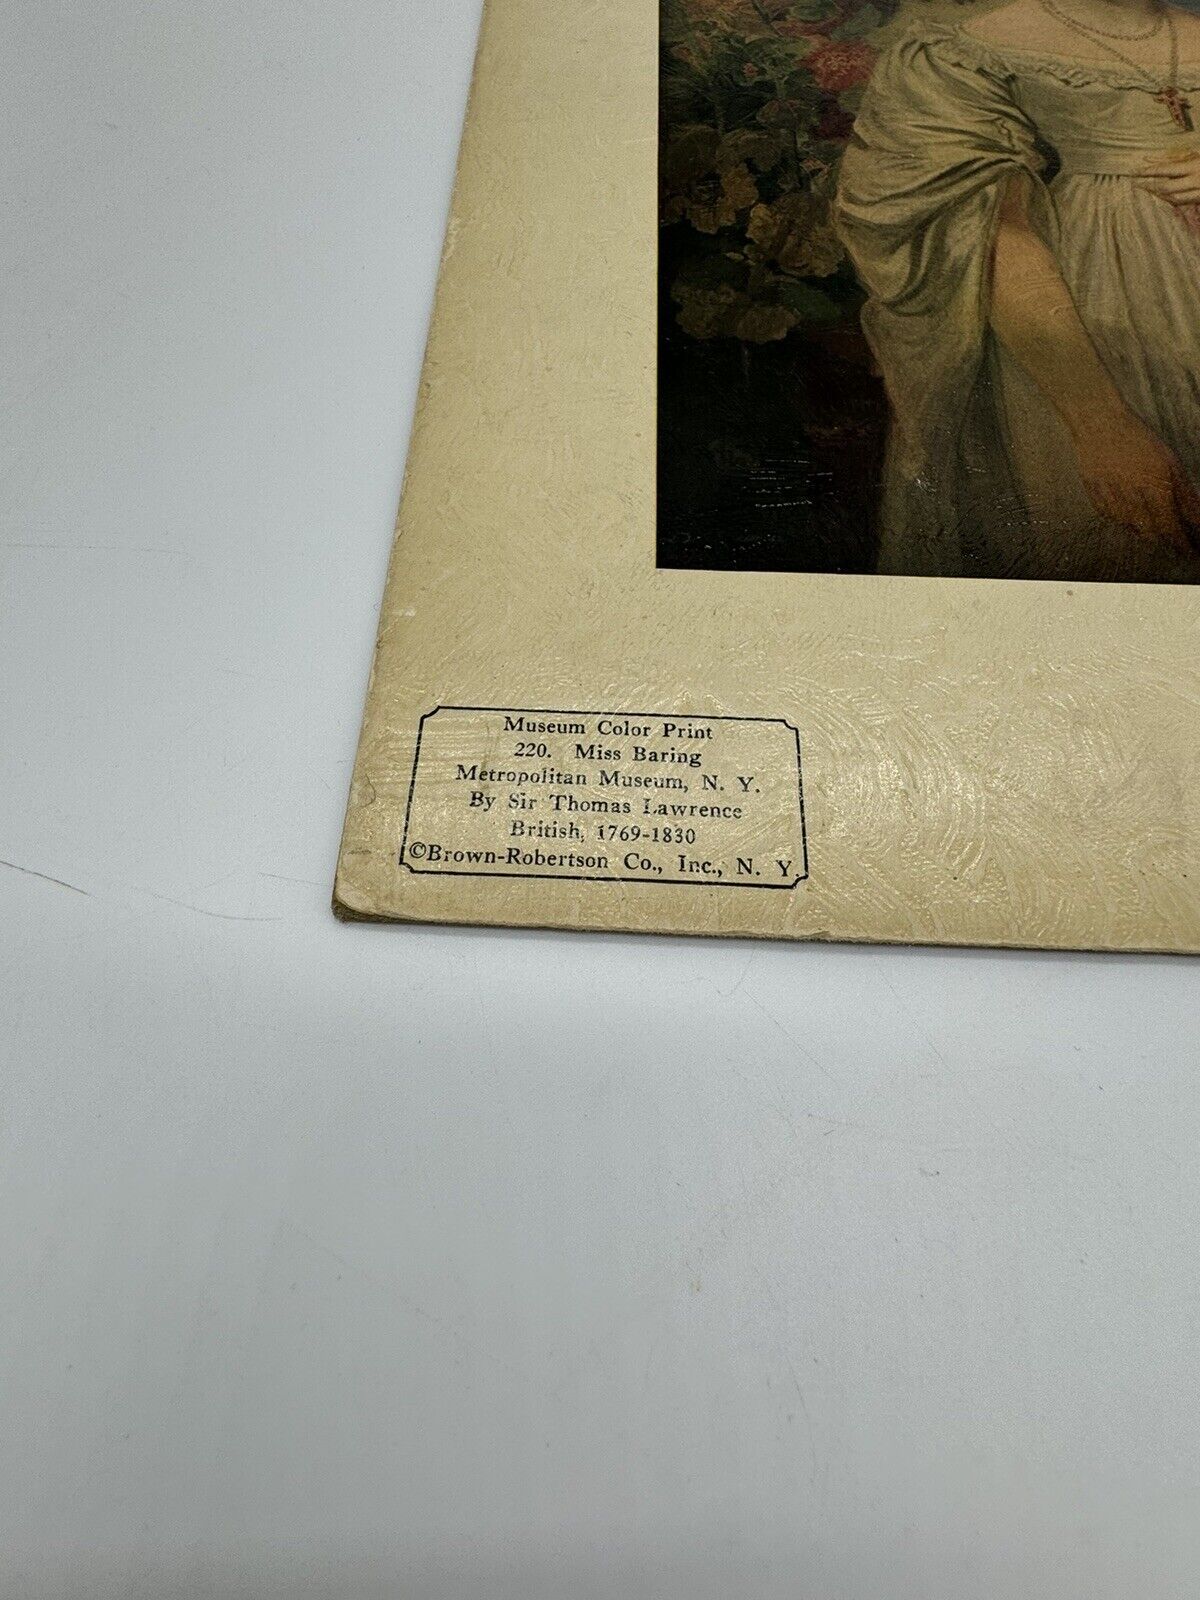 Museum Color Print
220. Miss Baring
Metropolitan Museum, N. Y.
By Sir Thomas Lawrence
British, 1769-1830
©Brown-Robertson Co., Inc., N. Y.